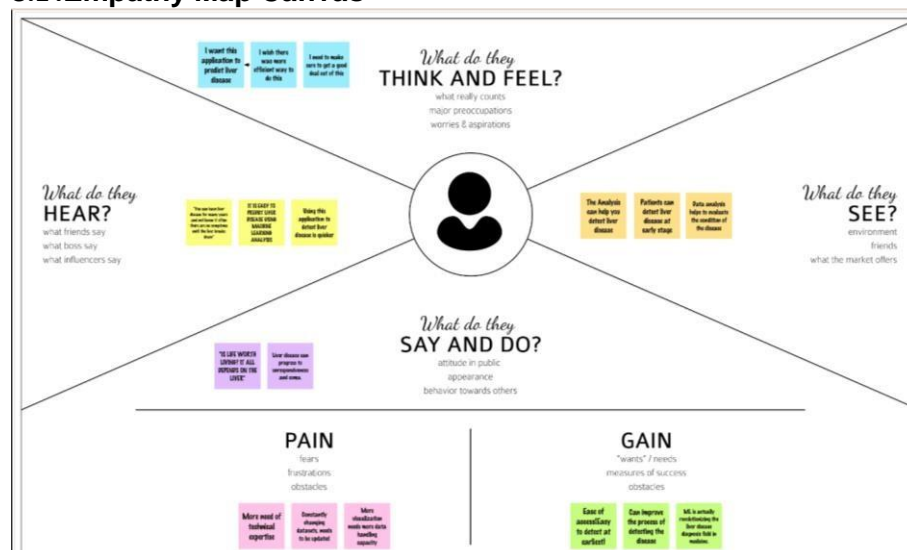 I want this
application to
predict liver
disease
I wish there
was more
efficient way to
do this
I need to make
sure to get a good
deal out of this
What do they
THINK AND FEEL?
what really counts
major preoccupations
worries & aspirations
What do they
HEAR?
what friends say
what boss say
what influencers say
IT IS EASY TO
PREDICT LIVER
DISEASE USING
MACHINE
LEARNING
ANALYSIS
Using this
application to
detect liver
disease is quicker
The Analysis
can help you
detect liver
disease
Patients can
detect liver
disease at
early stage
Data analysis
helps to evaluate
the condition of
the disease
What do they
SEE?
environment
friends
what the market offers
What do they
SAY AND DO?
attitude in public
appearance
behavior towards others
"IS LIFE WORTH
LIVING? IT ALL
DEPENDS ON THE
LIVER"
Liver disease can
progress to
unresponsiveness
and coma
PAIN
fears
frustrations
obstacles
More need of
technical
expertise
Constantly
changing
datasets, needs
to be updated
More
visualization
needs more data
handling
capacity
GAIN
"wants" / needs
measures of success
obstacles
Ease of
to detect at
earliest!
Can improve
the process of
detecting the
disease
ML is actually
revolutionizing the
liver disease
diagnosis field in
medicine.